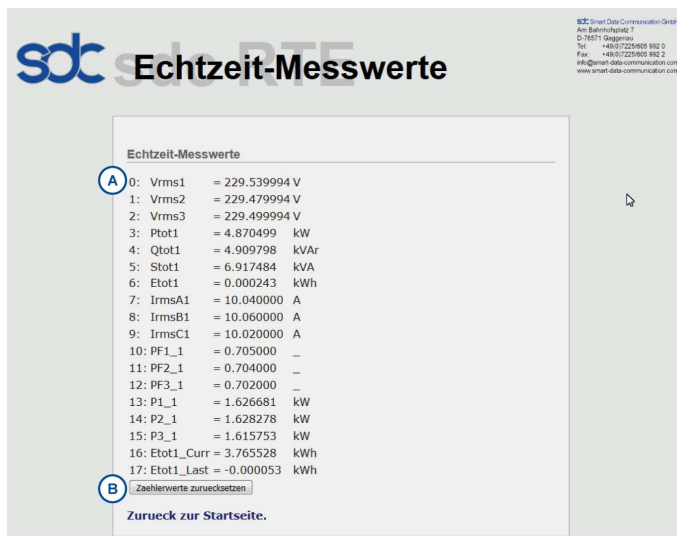 sdc Smart Data Communication GmbH
Am Bahnhofsplatz 7
D-76571 Gaggenau
Tel: +49(0)7225/605 992 0
Fax: +49(0)7225/605 992 2
info@smart-data-communication.com
www.smart-data-communication.com
sdc
sdc RTE
Echtzeit-Messwerte
Echtzeit-Messwerte
A
0: Vrms1 = 229.539994 V
1: Vrms2 = 229.479994 V
2: Vrms3 = 229.499994 V
3: Ptot1 = 4.870499 kW
4: Qtot1 = 4.909798 kVAr
5: Stot1 = 6.917484 kVA
6: Etot1 = 0.000243 kWh
7: IrmsA1 = 10.040000 A
8: IrmsB1 = 10.060000 A
9: IrmsC1 = 10.020000 A
10: PF1_1 = 0.705000 _
11: PF2_1 = 0.704000 _
12: PF3_1 = 0.702000 _
13: P1_1 = 1.626681 kW
14: P2_1 = 1.628278 kW
15: P3_1 = 1.615753 kW
16: Etot1_Curr = 3.765528 kWh
17: Etot1_Last = -0.000053 kWh
B
Zaehlerwerte zuruecksetzen
Zurueck zur Startseite.